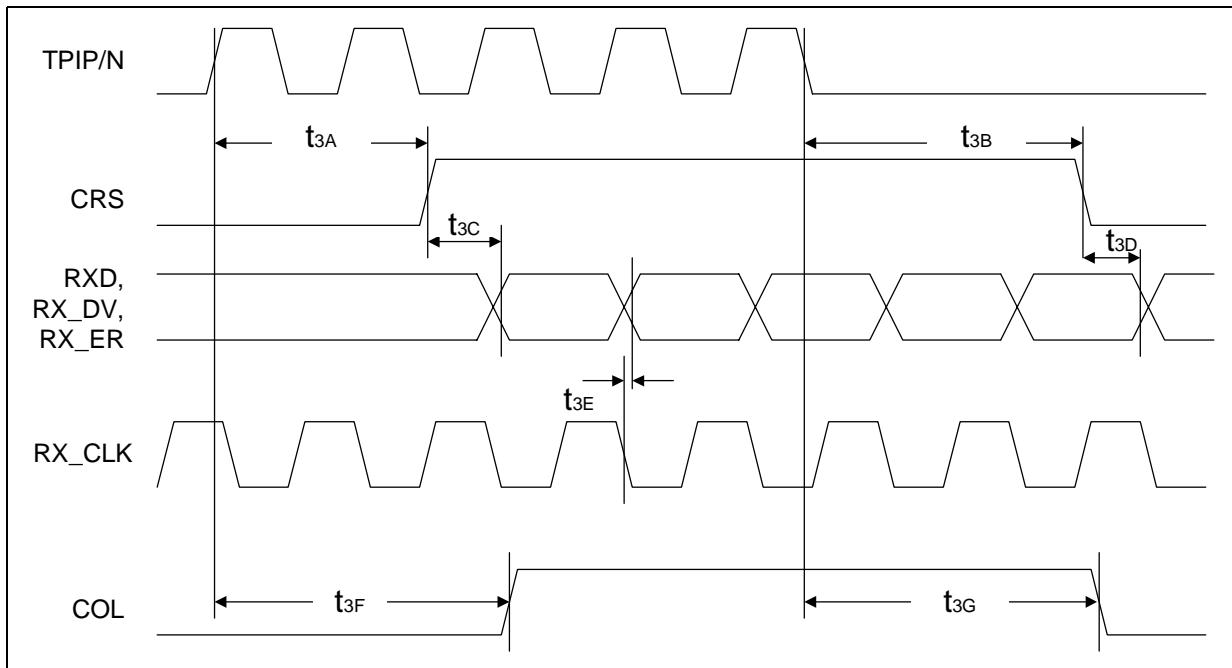 TPIP/N
t3A
t3B
CRS
t3C
t3D
RXD,
RX_DV,
RX_ER
t3E
RX_CLK
t3F
t3G
COL